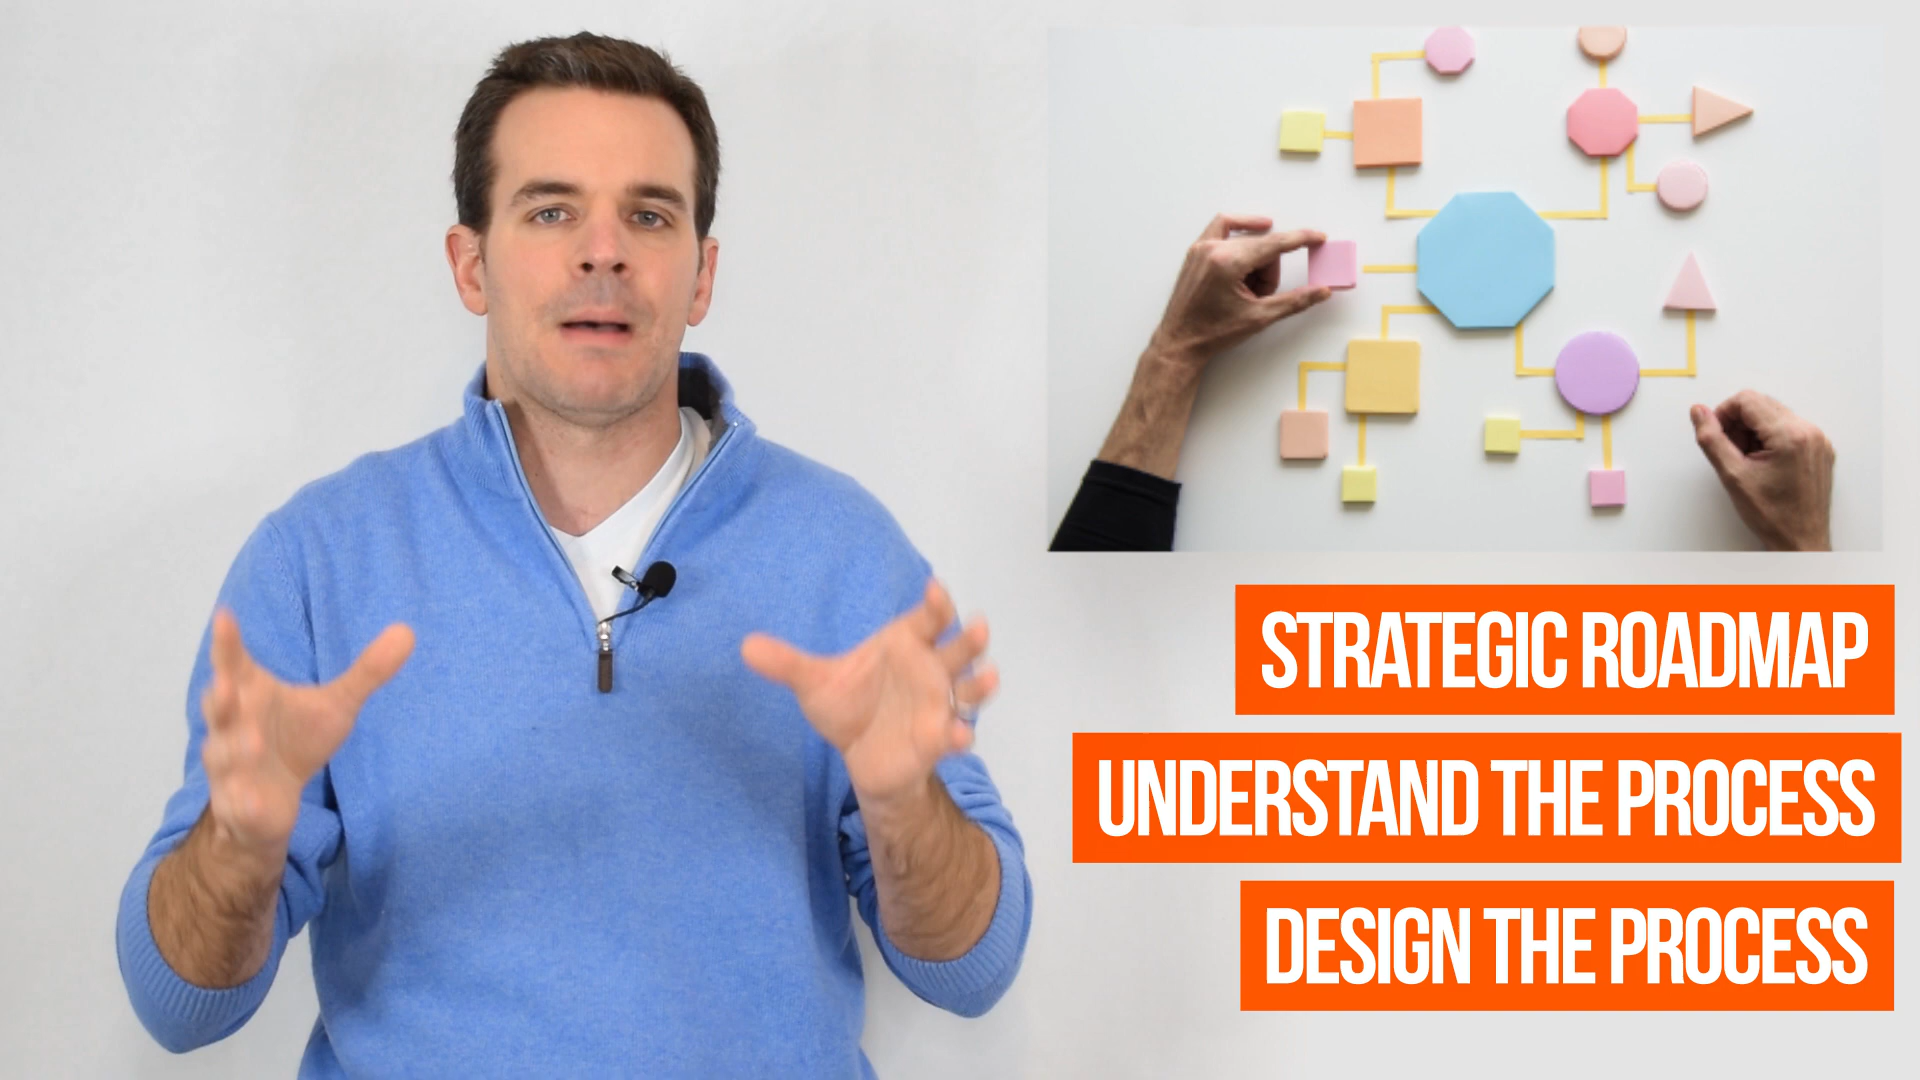 STRATEGIC ROADMAP
UNDERSTAND THE PROCESS
DESIGN THE PROCESS